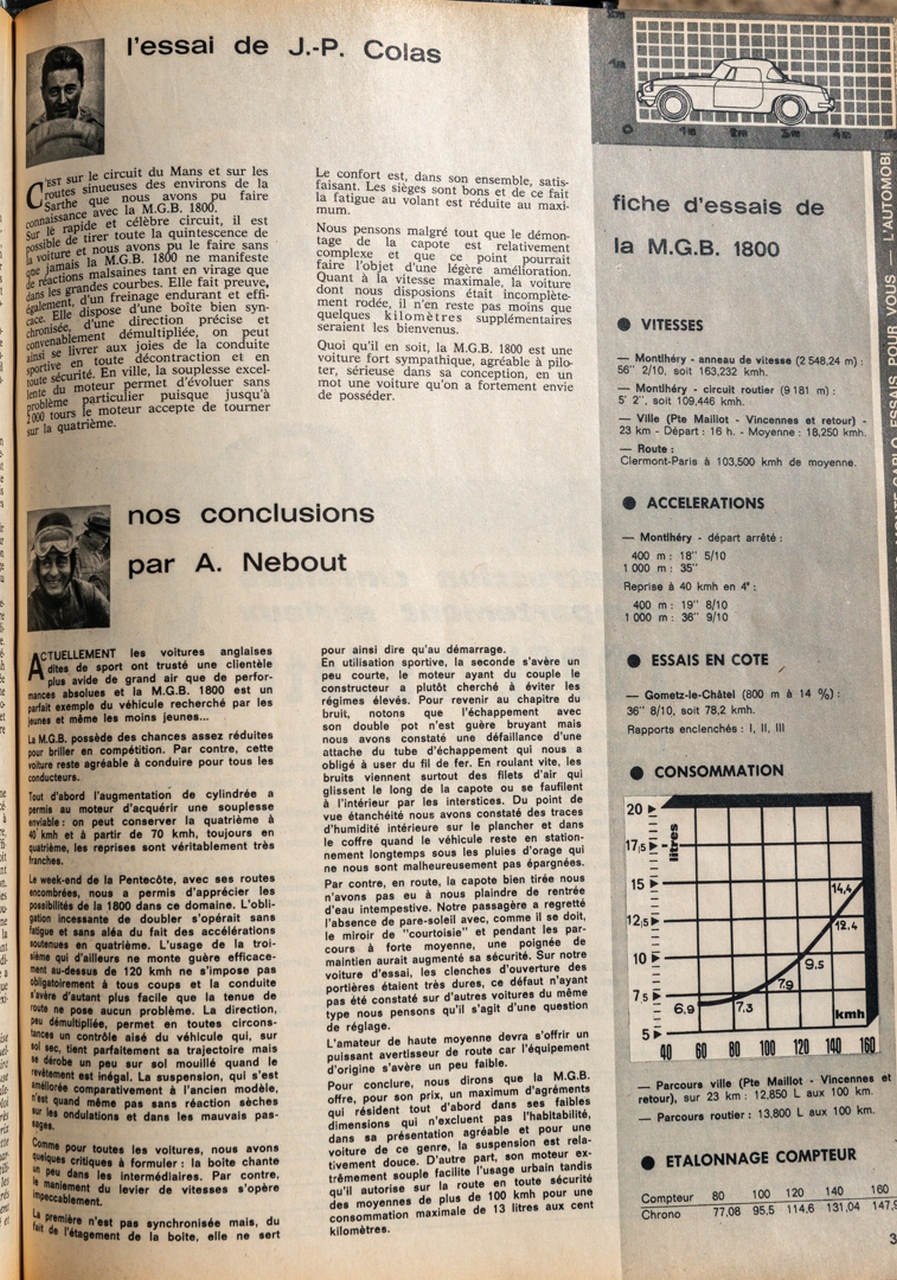 l'essai de J.-P. Colas
C'EST sur le circuit du Mans et sur les
routes sinueuses des environs de la
Sarthe que nous avons pu faire
connaissance avec la M.G.B. 1800.
Sur le rapide et célèbre circuit, il est
possible de tirer toute la quintescence de
la voiture et nous avons pu le faire sans
que jamais la M.G.B. 1800 ne manifeste
de réactions malsaines tant en virage que
dans les grandes courbes. Elle fait preuve,
également, d'un freinage endurant et effi-
cace. Elle dispose d'une boîte bien syn-
chronisée, d'une direction précise et
convenablement démultipliée, on peut
ainsi se livrer aux joies de la conduite
sportive en toute décontraction et en
toute sécurité. En ville, la souplesse excel-
lente du moteur permet d'évoluer sans
problème particulier puisque jusqu'à
2 000 tours le moteur accepte de tourner
sur la quatrième.
Le confort est, dans son ensemble, satis-
faisant. Les sièges sont bons et de ce fait
la fatigue au volant est réduite au maxi-
mum.
Nous pensons malgré tout que le démon-
tage de la capote est relativement
complexe et que ce point pourrait
faire l'objet d'une légère amélioration.
Quant à la vitesse maximale, la voiture
dont nous disposions était incomplète-
ment rodée, il n'en reste pas moins que
quelques kilomètres supplémentaires
seraient les bienvenus.
Quoi qu'il en soit, la M.G.B. 1800 est une
voiture fort sympathique, agréable à pilo-
ter, sérieuse dans sa conception, en un
mot une voiture qu'on a fortement envie
de posséder.
nos conclusions
par A. Nebout
ACTUELLEMENT les voitures anglaises
dites de sport ont trusté une clientèle
plus avide de grand air que de perfor-
mances absolues et la M.G.B. 1800 est un
parfait exemple du véhicule recherché par les
jeunes et même les moins jeunes...
La M.G.B. possède des chances assez réduites
pour briller en compétition. Par contre, cette
voiture reste agréable à conduire pour tous les
conducteurs.
Tout d'abord l'augmentation de cylindrée a
permis au moteur d'acquérir une souplesse
enviable : on peut conserver la quatrième à
40 kmh et à partir de 70 kmh, toujours en
quatrième, les reprises sont véritablement très
franches.
Le week-end de la Pentecôte, avec ses routes
encombrées, nous a permis d'apprécier les
possibilités de la 1800 dans ce domaine. L'obli-
gation incessante de doubler s'opérait sans
fatigue et sans aléa du fait des accélérations
soutenues en quatrième. L'usage de la troi-
sième qui d'ailleurs ne monte guère efficace-
ment au-dessus de 120 kmh ne s'impose pas
obligatoirement à tous coups et la conduite
s'avère d'autant plus facile que la tenue de
route ne pose aucun problème. La direction,
peu démultipliée, permet en toutes circons-
tances un contrôle aisé du véhicule qui, sur
sol sec, tient parfaitement sa trajectoire mais
se dérobe un peu sur sol mouillé quand le
revêtement est inégal. La suspension, qui s'est
améliorée comparativement à l'ancien modèle,
n'est quand même pas sans réaction sèches
sur les ondulations et dans les mauvais pas-
sages.
Comme pour toutes les voitures, nous avons
quelques critiques à formuler : la boîte chante
un peu dans les intermédiaires. Par contre,
le maniement du levier de vitesses s'opère
impeccablement.
La première n'est pas synchronisée mais, du
fait de l'étagement de la boîte, elle ne sert
pour ainsi dire qu'au démarrage.
En utilisation sportive, la seconde s'avère un
peu courte, le moteur ayant du couple le
constructeur a plutôt cherché à éviter les
régimes élevés. Pour revenir au chapitre du
bruit, notons que l'échappement avec
son double pot n'est guère bruyant mais
nous avons constaté une défaillance d'une
attache du tube d'échappement qui nous a
obligé à user du fil de fer. En roulant vite, les
bruits viennent surtout des filets d'air qui
glissent le long de la capote ou se faufilent
à l'intérieur par les interstices. Du point de
vue étanchéité nous avons constaté des traces
d'humidité intérieure sur le plancher et dans
le coffre quand le véhicule reste en station-
nement longtemps sous les pluies d'orage qui
ne nous sont malheureusement pas épargnées.
Par contre, en route, la capote bien tirée nous
n'avons pas eu à nous plaindre de rentrée
d'eau intempestive. Notre passagère a regretté
l'absence de pare-soleil avec, comme il se doit,
le miroir de "courtoisie" et pendant les par-
cours à forte moyenne, une poignée de
maintien aurait augmenté sa sécurité. Sur notre
voiture d'essai, les clenches d'ouverture des
portières étaient très dures, ce défaut n'ayant
pas été constaté sur d'autres voitures du même
type nous pensons qu'il s'agit d'une question
de réglage.
L'amateur de haute moyenne devra s'offrir un
puissant avertisseur de route car l'équipement
d'origine s'avère un peu faible.
Pour conclure, nous dirons que la M.G.B.
offre, pour son prix, un maximum d'agréments
qui résident tout d'abord dans ses faibles
dimensions qui n'excluent pas l'habitabilité,
dans sa présentation agréable et pour une
voiture de ce genre, la suspension est rela-
tivement douce. D'autre part, son moteur ex-
trêmement souple facilite l'usage urbain tandis
qu'il autorise sur la route en toute sécurité
des moyennes de plus de 100 kmh pour une
consommation maximale de 13 litres aux cent
kilomètres.
1m
0 1m 2m 3m 4m
fiche d'essais de
la M.G.B. 1800
● VITESSES
— Montlhéry - anneau de vitesse (2 548,24 m) :
56" 2/10, soit 163,232 kmh.
— Montlhéry - circuit routier (9 181 m) :
5' 2", soit 109,446 kmh.
— Ville (Pte Maillot - Vincennes et retour) -
23 km - Départ : 16 h. - Moyenne : 18,250 kmh.
— Route :
Clermont-Paris à 103,500 kmh de moyenne.
● ACCELERATIONS
— Montlhéry - départ arrêté :
400 m : 18" 5/10
1 000 m : 35"
Reprise à 40 kmh en 4e :
400 m : 19" 8/10
1 000 m : 36" 9/10
● ESSAIS EN COTE
— Gometz-le-Châtel (800 m à 14 %) :
36" 8/10, soit 78,2 kmh.
Rapports enclenchés : I, II, III
● CONSOMMATION
20
17,5
15
12,5
10
7,5
5
litres
6,9
7,3
7,9
9,5
12,4
14,4
kmh
40 60 80 100 120 140 160
— Parcours ville (Pte Maillot - Vincennes et
retour), sur 23 km : 12,850 L aux 100 km.
— Parcours routier : 13,800 L aux 100 km.
● ETALONNAGE COMPTEUR
Compteur 80 100 120 140 160
Chrono 77,08 95,5 114,6 131,04 147,9
ESSAIS POUR VOUS — L'AUTOMOBI